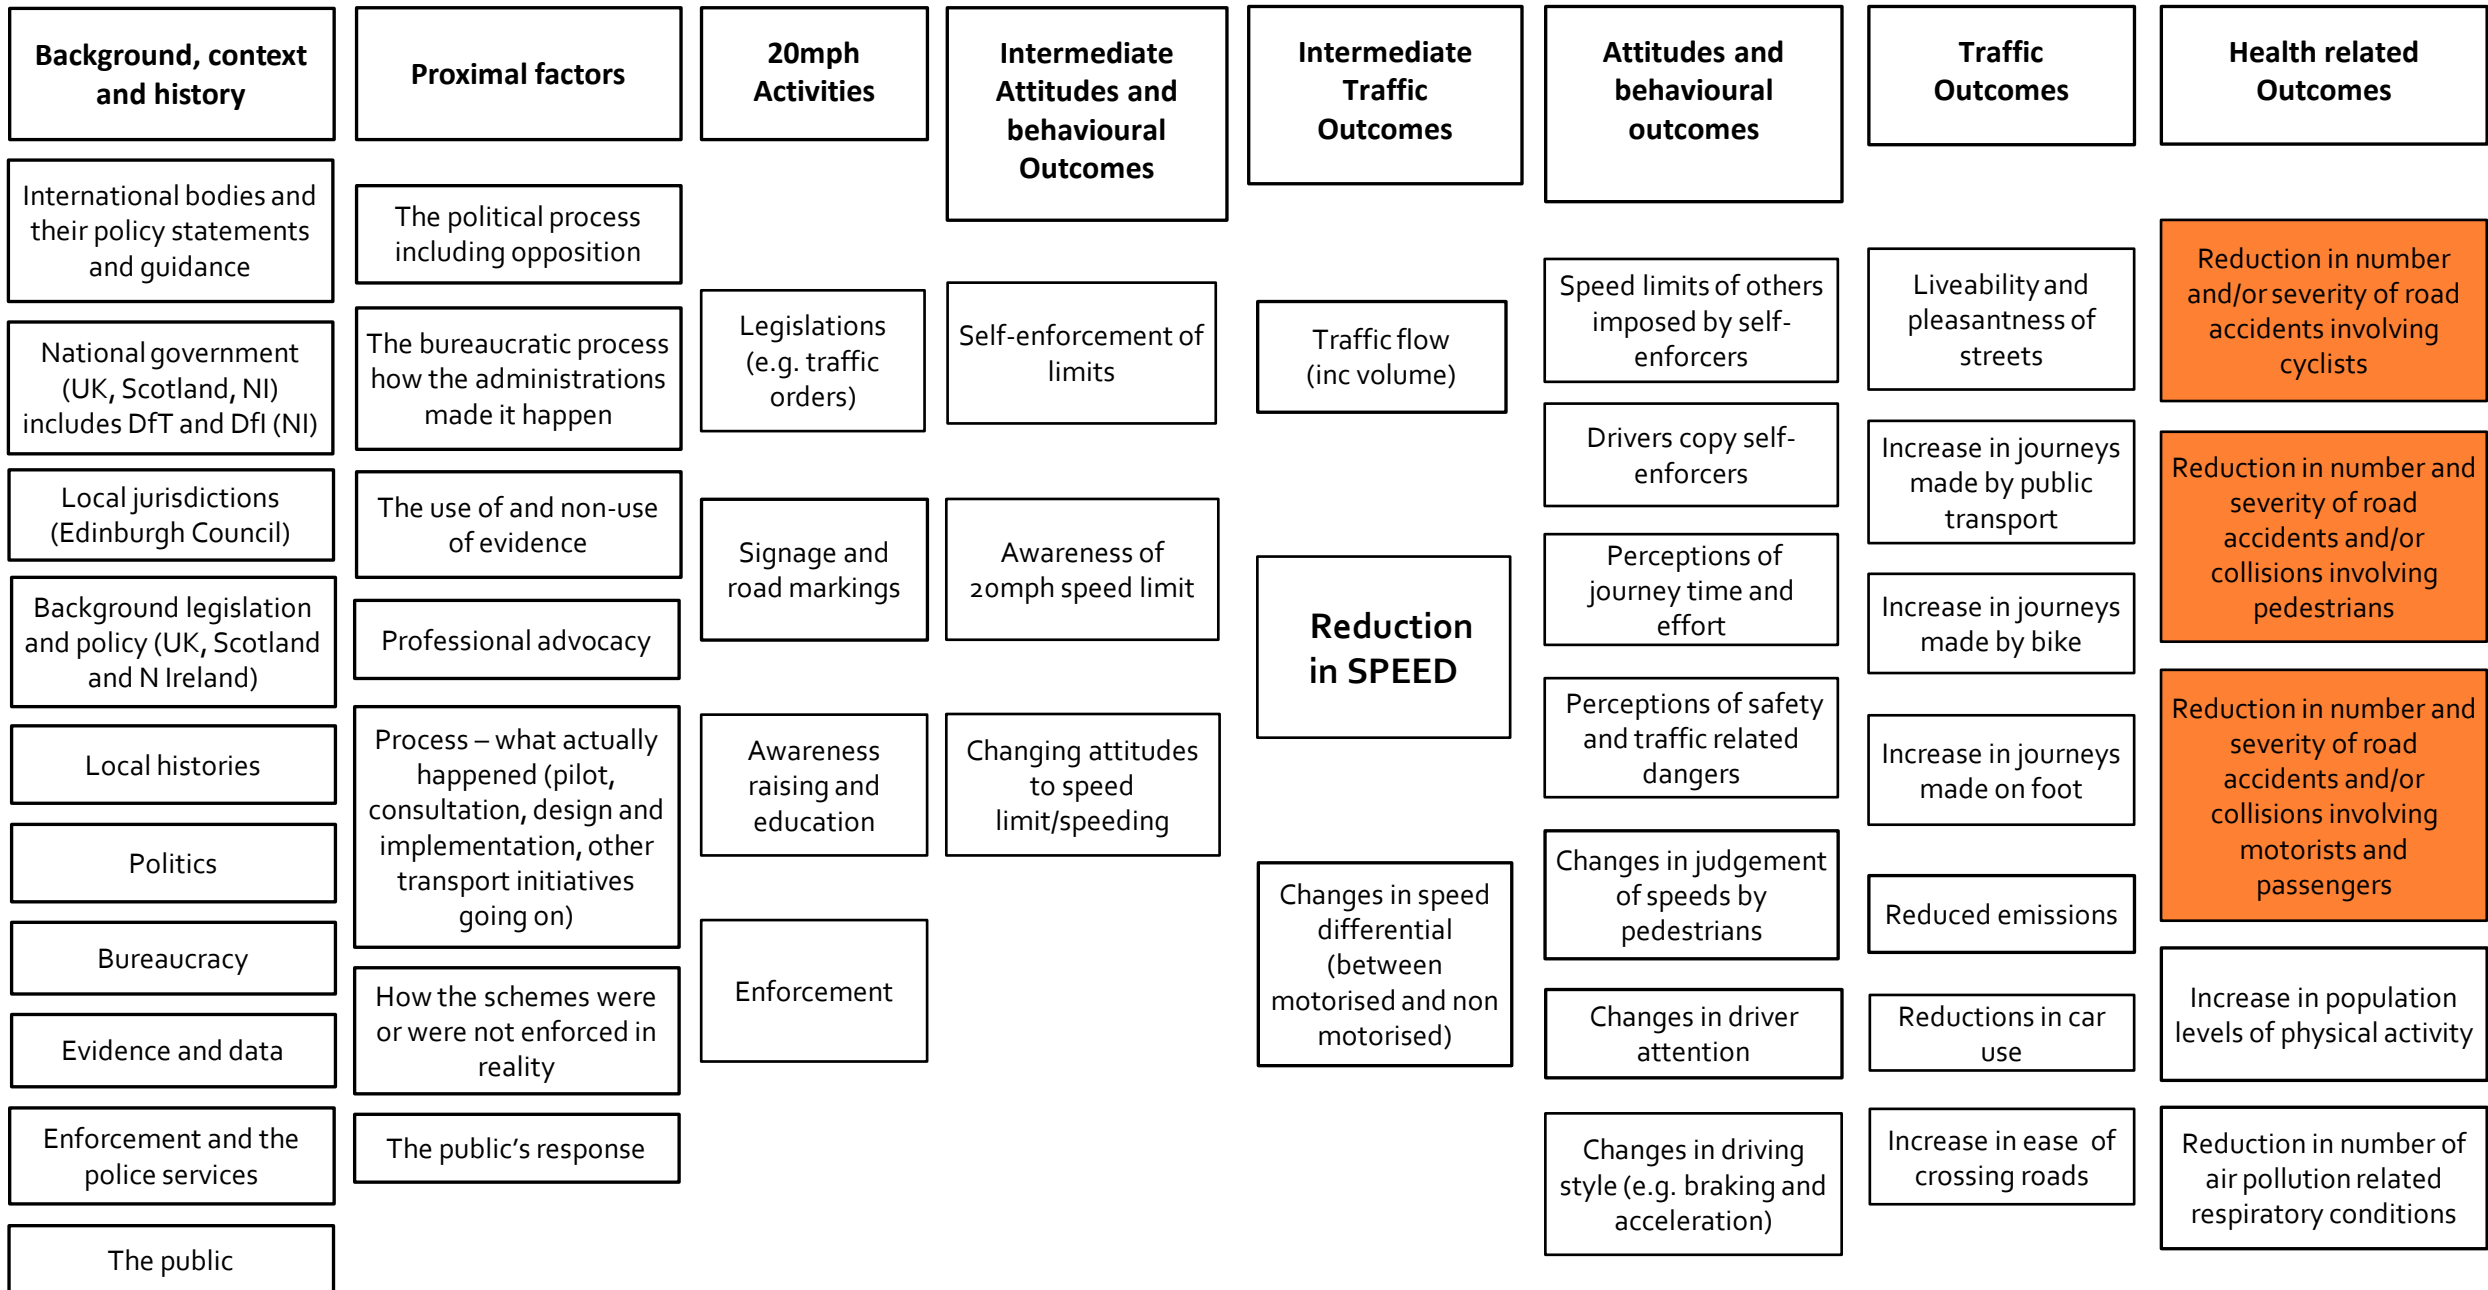 Background, context
and history
International bodies and
their policy statements
and guidance
National government
(UK, Scotland, NI)
includes DfT and DfI (NI)
Local jurisdictions
(Edinburgh Council)
Background legislation
and policy (UK, Scotland
and N Ireland)
Local histories
Politics
Bureaucracy
Evidence and data
Enforcement and the
police services
The public
Proximal factors
The political process
including opposition
The bureaucratic process
how the administrations
made it happen
The use of and non-use
of evidence
Professional advocacy
Process – what actually
happened (pilot,
consultation, design and
implementation, other
transport initiatives
going on)
How the schemes were
or were not enforced in
reality
The public's response
20mph
Activities
Legislations
(e.g. traffic
orders)
Signage and
road markings
Awareness
raising and
education
Enforcement
Intermediate
Attitudes and
behavioural
Outcomes
Self-enforcement of
limits
Awareness of
20mph speed limit
Changing attitudes
to speed
limit/speeding
Intermediate
Traffic
Outcomes
Traffic flow
(inc volume)
Reduction
in SPEED
Changes in speed
differential
(between
motorised and non
motorised)
Attitudes and
behavioural
outcomes
Speed limits of others
imposed by self-
enforcers
Drivers copy self-
enforcers
Perceptions of
journey time and
effort
Perceptions of safety
and traffic related
dangers
Changes in judgement
of speeds by
pedestrians
Changes in driver
attention
Changes in driving
style (e.g. braking and
acceleration)
Traffic
Outcomes
Liveability and
pleasantness of
streets
Increase in journeys
made by public
transport
Increase in journeys
made by bike
Increase in journeys
made on foot
Reduced emissions
Reductions in car
use
Increase in ease of
crossing roads
Health related
Outcomes
Reduction in number
and/or severity of road
accidents involving
cyclists
Reduction in number and
severity of road
accidents and/or
collisions involving
pedestrians
Reduction in number and
severity of road
accidents and/or
collisions involving
motorists and
passengers
Increase in population
levels of physical activity
Reduction in number of
air pollution related
respiratory conditions